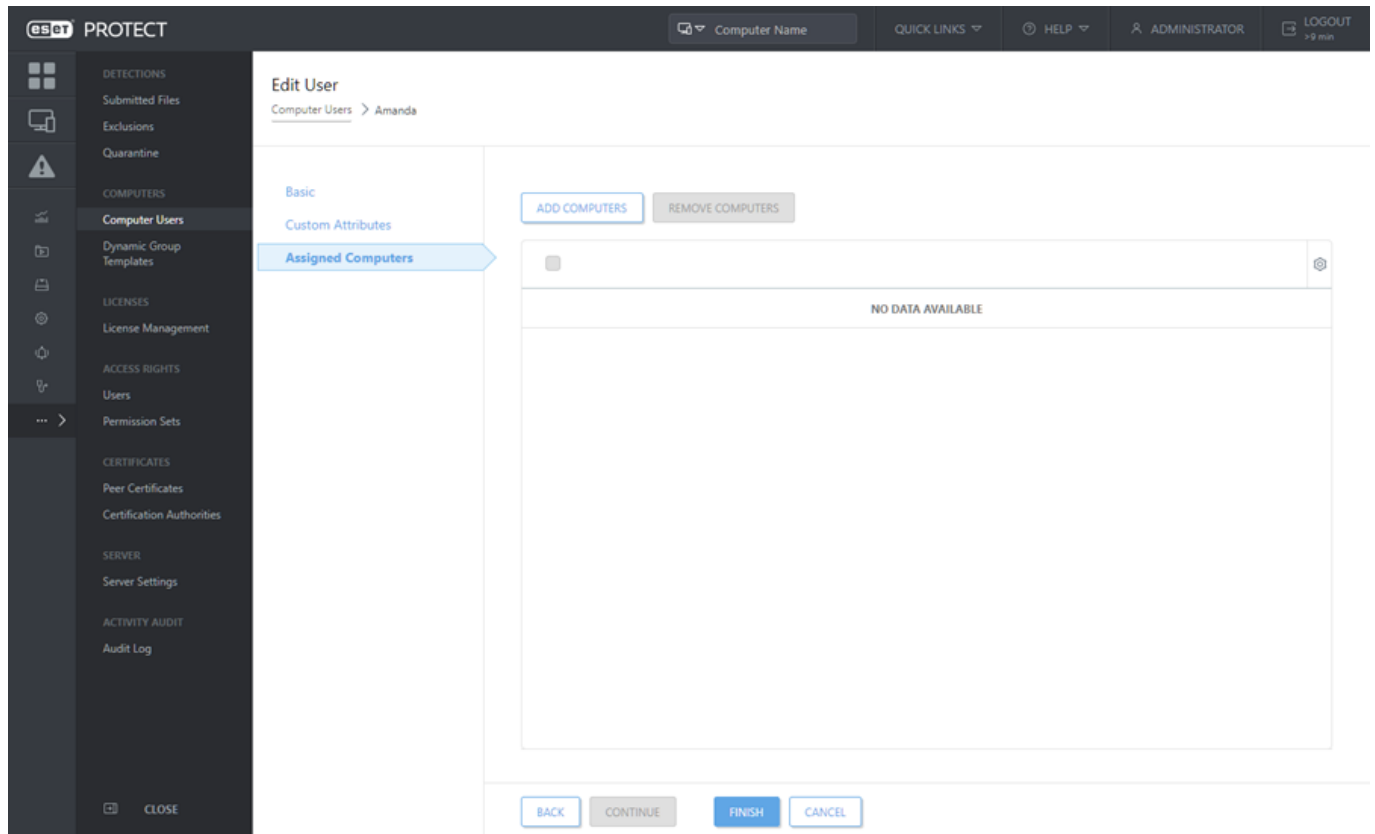 eset PROTECT
Computer Name
QUICK LINKS
HELP
ADMINISTRATOR
LOGOUT
>9 min
DETECTIONS
Submitted Files
Exclusions
Quarantine
COMPUTERS
Computer Users
Dynamic Group
Templates
LICENSES
License Management
ACCESS RIGHTS
Users
Permission Sets
CERTIFICATES
Peer Certificates
Certification Authorities
SERVER
Server Settings
ACTIVITY AUDIT
Audit Log
CLOSE
Edit User
Computer Users > Amanda
Basic
Custom Attributes
Assigned Computers
ADD COMPUTERS
REMOVE COMPUTERS
NO DATA AVAILABLE
BACK
CONTINUE
FINISH
CANCEL